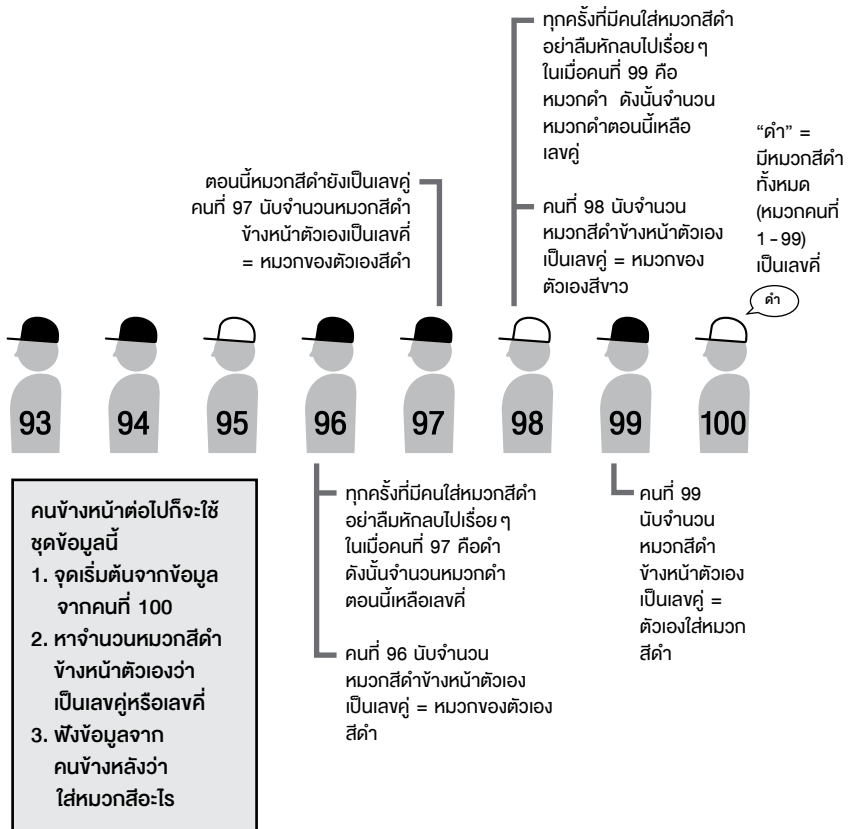 ทุกครั้งที่มีคนใส่หมวกสีดำ
อย่าลืมหักลบไปเรื่อยๆ
ในเมื่อคนที่ 99 คือ
หมวกดำ ดังนั้นจำนวน
หมวกดำตอนนี้เหลือ
เลขคู่
คนที่ 98 นับจำนวน
หมวกสีดำข้างหน้าตัวเอง
เป็นเลขคู่ = หมวกของ
ตัวเองสีขาว
"ดำ" =
มีหมวกสีดำ
ทั้งหมด
(หมวกคนที่
1 - 99)
เป็นเลขคี่
ดำ
ตอนนี้หมวกสีดำยังเป็นเลขคู่
คนที่ 97 นับจำนวนหมวกสีดำ
ข้างหน้าตัวเองเป็นเลขคี่
= หมวกของตัวเองสีดำ
93 94 95 96 97 98 99 100
คนข้างหน้าต่อไปก็จะใช้
ชุดข้อมูลนี้
1. จุดเริ่มต้นจากข้อมูล
จากคนที่ 100
2. หาจำนวนหมวกสีดำ
ข้างหน้าตัวเองว่า
เป็นเลขคู่หรือเลขคี่
3. ฟังข้อมูลจาก
คนข้างหลังว่า
ใส่หมวกสีอะไร
ทุกครั้งที่มีคนใส่หมวกสีดำ
อย่าลืมหักลบไปเรื่อยๆ
ในเมื่อคนที่ 97 คือดำ
ดังนั้นจำนวนหมวกดำ
ตอนนี้เหลือเลขคี่
คนที่ 96 นับจำนวน
หมวกสีดำข้างหน้าตัวเอง
เป็นเลขคู่ = หมวกของตัวเอง
สีดำ
คนที่ 99
นับจำนวน
หมวกสีดำ
ข้างหน้าตัวเอง
เป็นเลขคู่ =
ตัวเองใส่หมวก
สีดำ